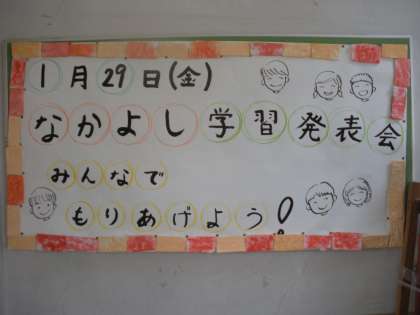 1月29日(金)
なかよし学習発表会
みんなで
もりあげよう!